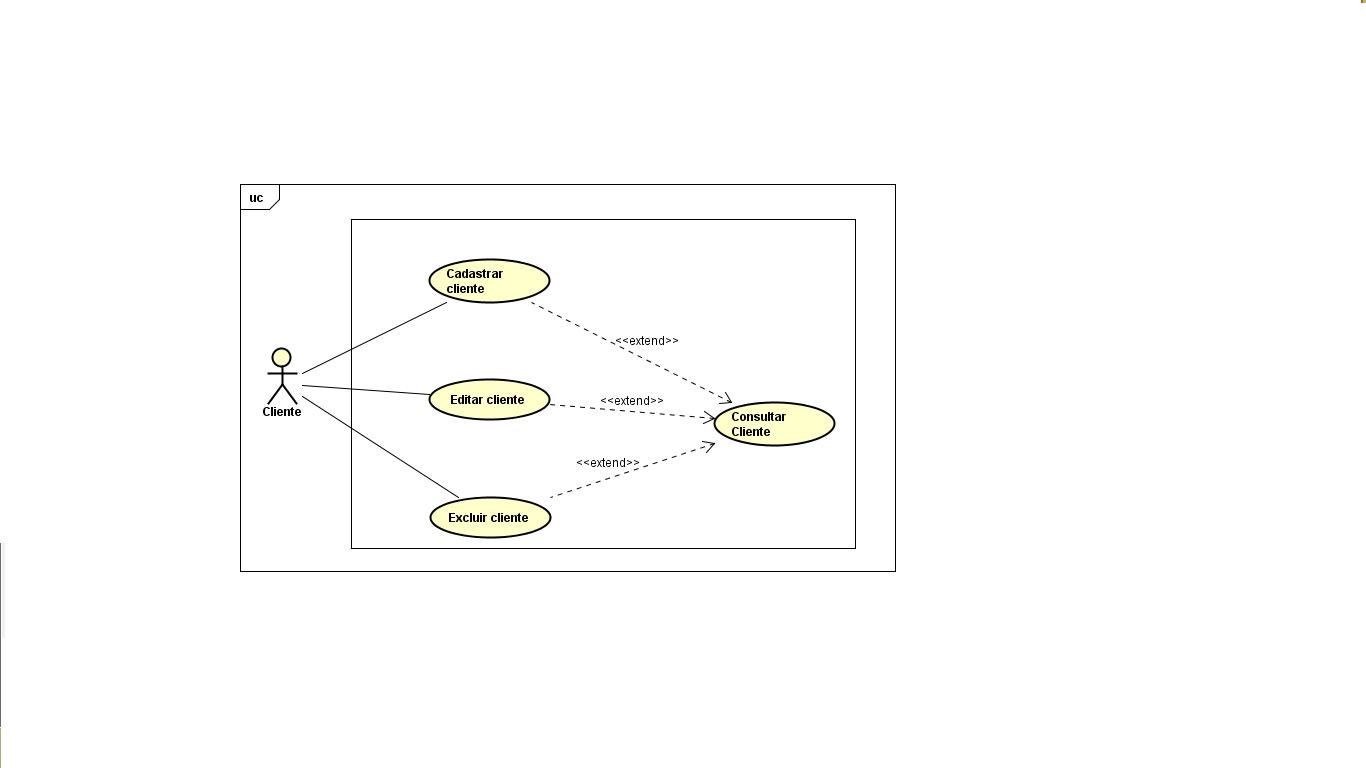 uc
Cadastrar
cliente
<<extend>>
Cliente
Editar cliente
<<extend>>
Consultar
Cliente
<<extend>>
Excluir cliente